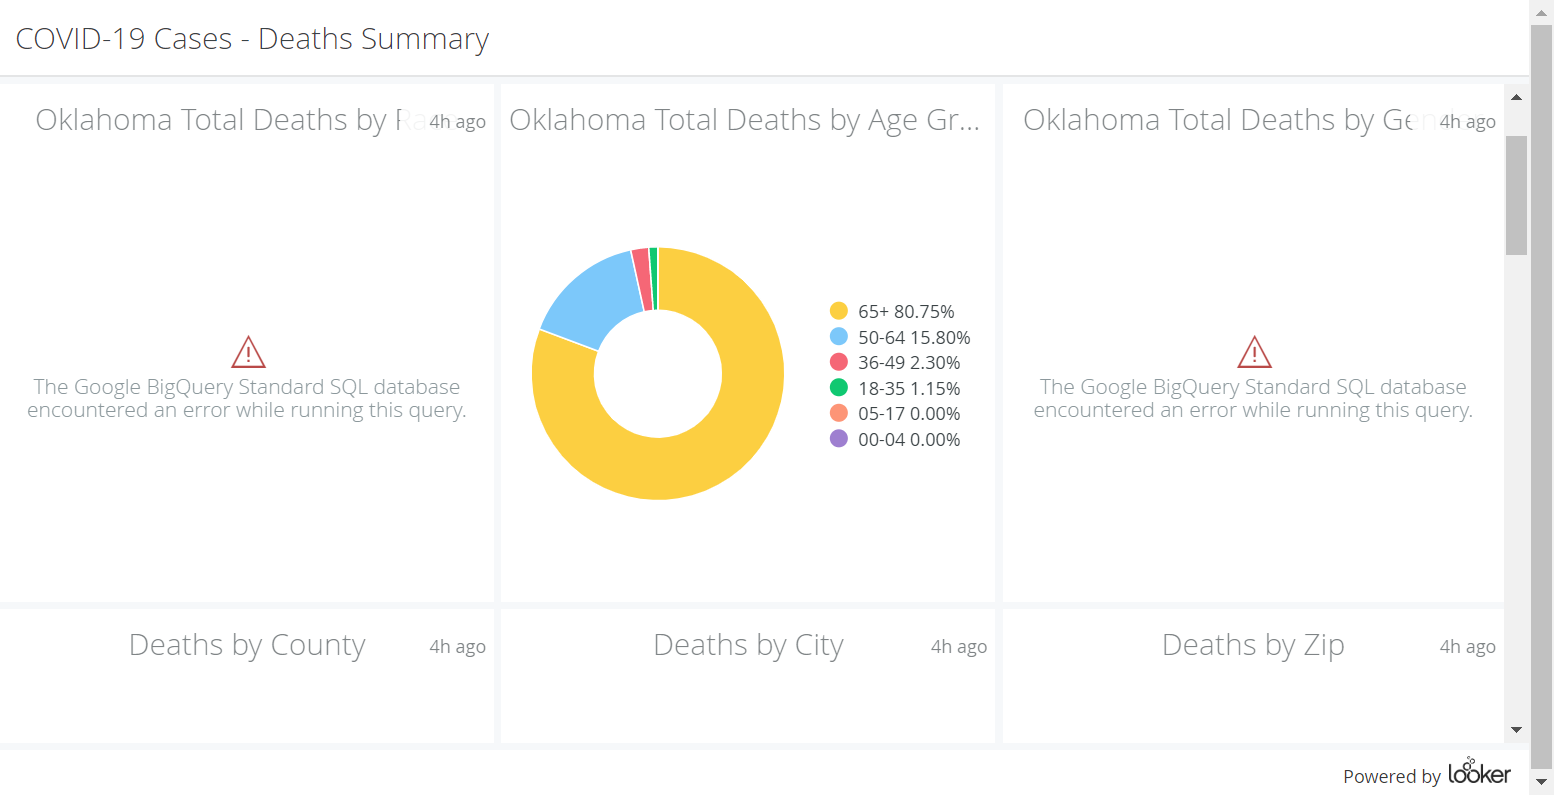 COVID-19 Cases - Deaths Summary
Oklahoma Total Deaths by Ra
4h ago
Oklahoma Total Deaths by Age Gr...
Oklahoma Total Deaths by Gende
4h ago
The Google BigQuery Standard SQL database
encountered an error while running this query.
65+ 80.75%
50-64 15.80%
36-49 2.30%
18-35 1.15%
05-17 0.00%
00-04 0.00%
The Google BigQuery Standard SQL database
encountered an error while running this query.
Deaths by County
4h ago
Deaths by City
4h ago
Deaths by Zip
4h ago
Powered by looker